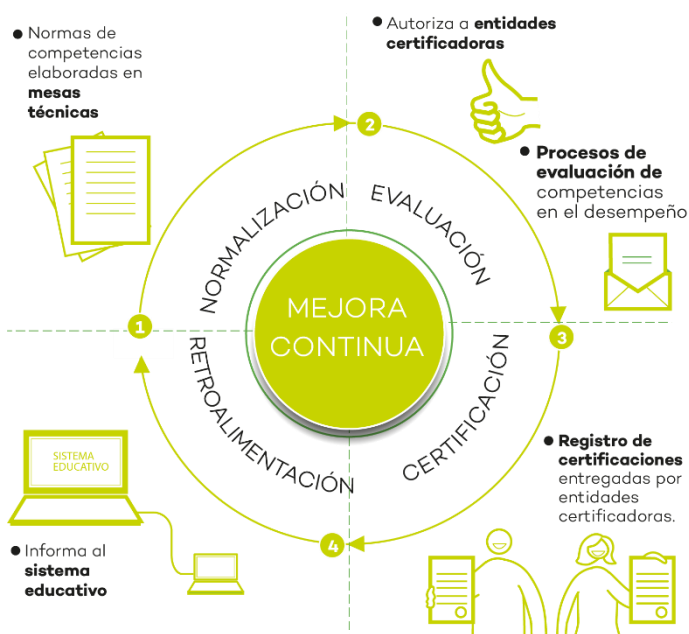 ● Normas de
competencias
elaboradas en
mesas
técnicas
● Autoriza a entidades
certificadoras
2
● Procesos de
evaluación de
competencias
en el desempeño
NORMALIZACIÓN
EVALUACIÓN
MEJORA
CONTINUA
1
3
RETROALIMENTACIÓN
CERTIFICACIÓN
SISTEMA
EDUCATIVO
● Registro de
certificaciones
entregadas por
entidades
certificadoras.
4
● Informa al
sistema
educativo